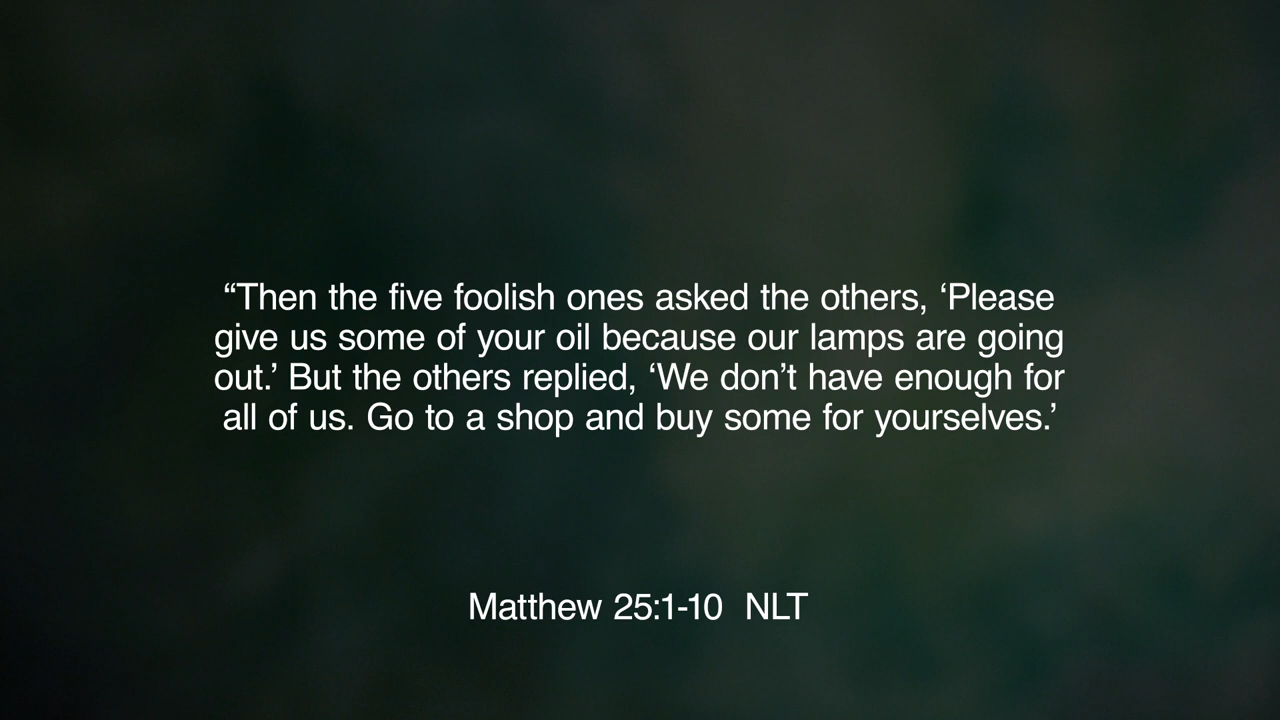 “Then the five foolish ones asked the others, ‘Please
give us some of your oil because our lamps are going
out.’ But the others replied, ‘We don’t have enough for
all of us. Go to a shop and buy some for yourselves.’
Matthew 25:1-10  NLT